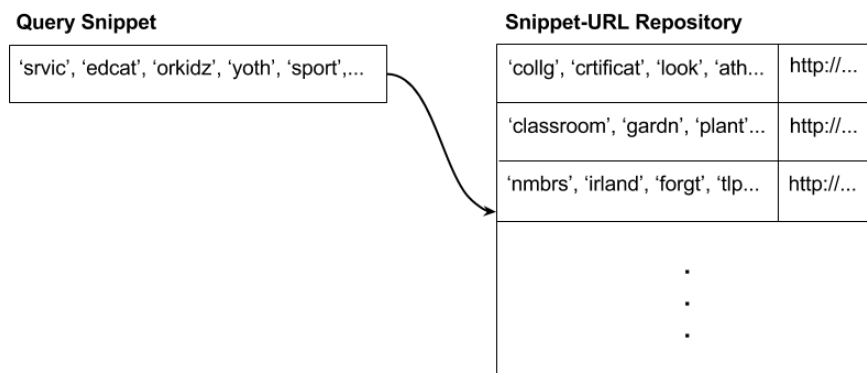 Query Snippet
‘srvic’, ‘edcat’, ‘orkidz’, ‘yoth’, ‘sport’,...
Snippet-URL Repository
‘collg’, ‘crtificat’, ‘look’, ‘ath... http://...
‘classroom’, ‘gardn’, ‘plant’... http://...
‘nmbrs’, ‘irland’, ‘forgt’, ‘tlp... http://...